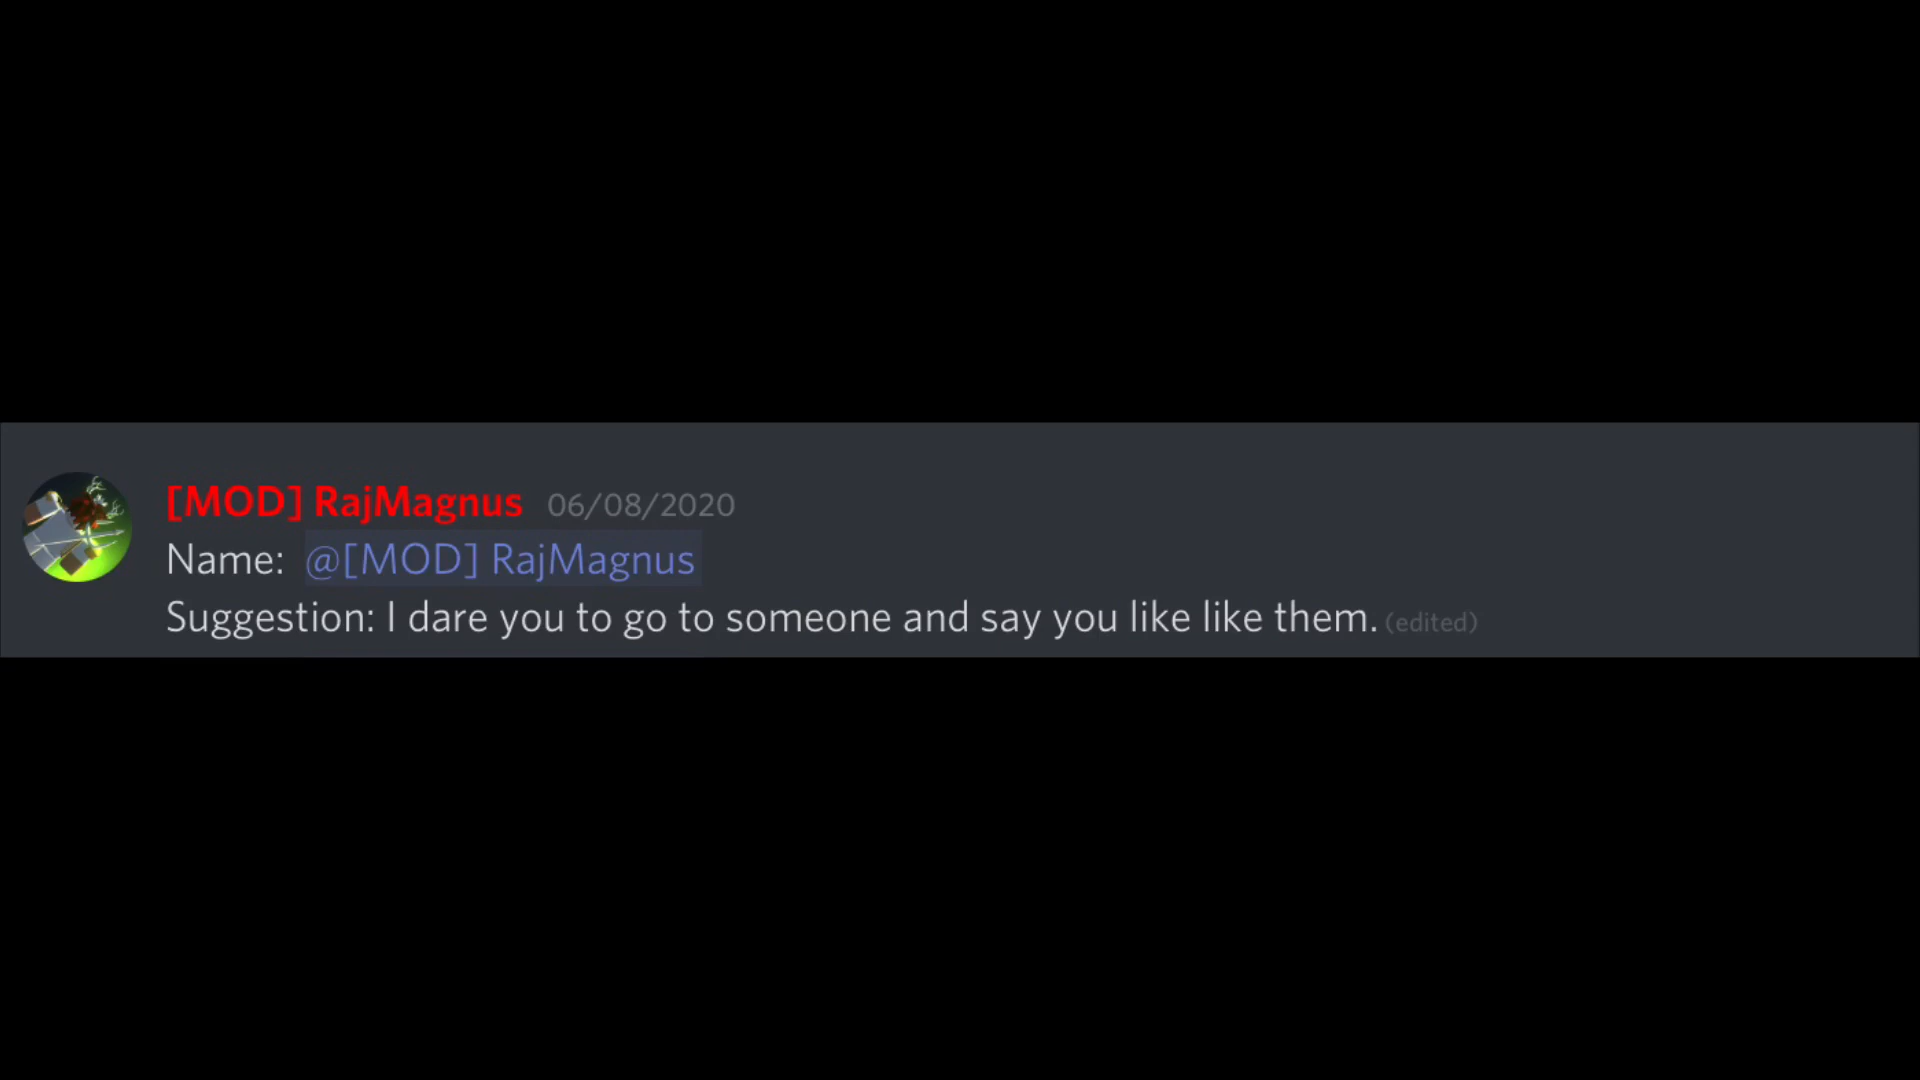 [MOD] RajMagnus 06/08/2020
Name: @[MOD] RajMagnus
Suggestion: I dare you to go to someone and say you like like them. (edited)